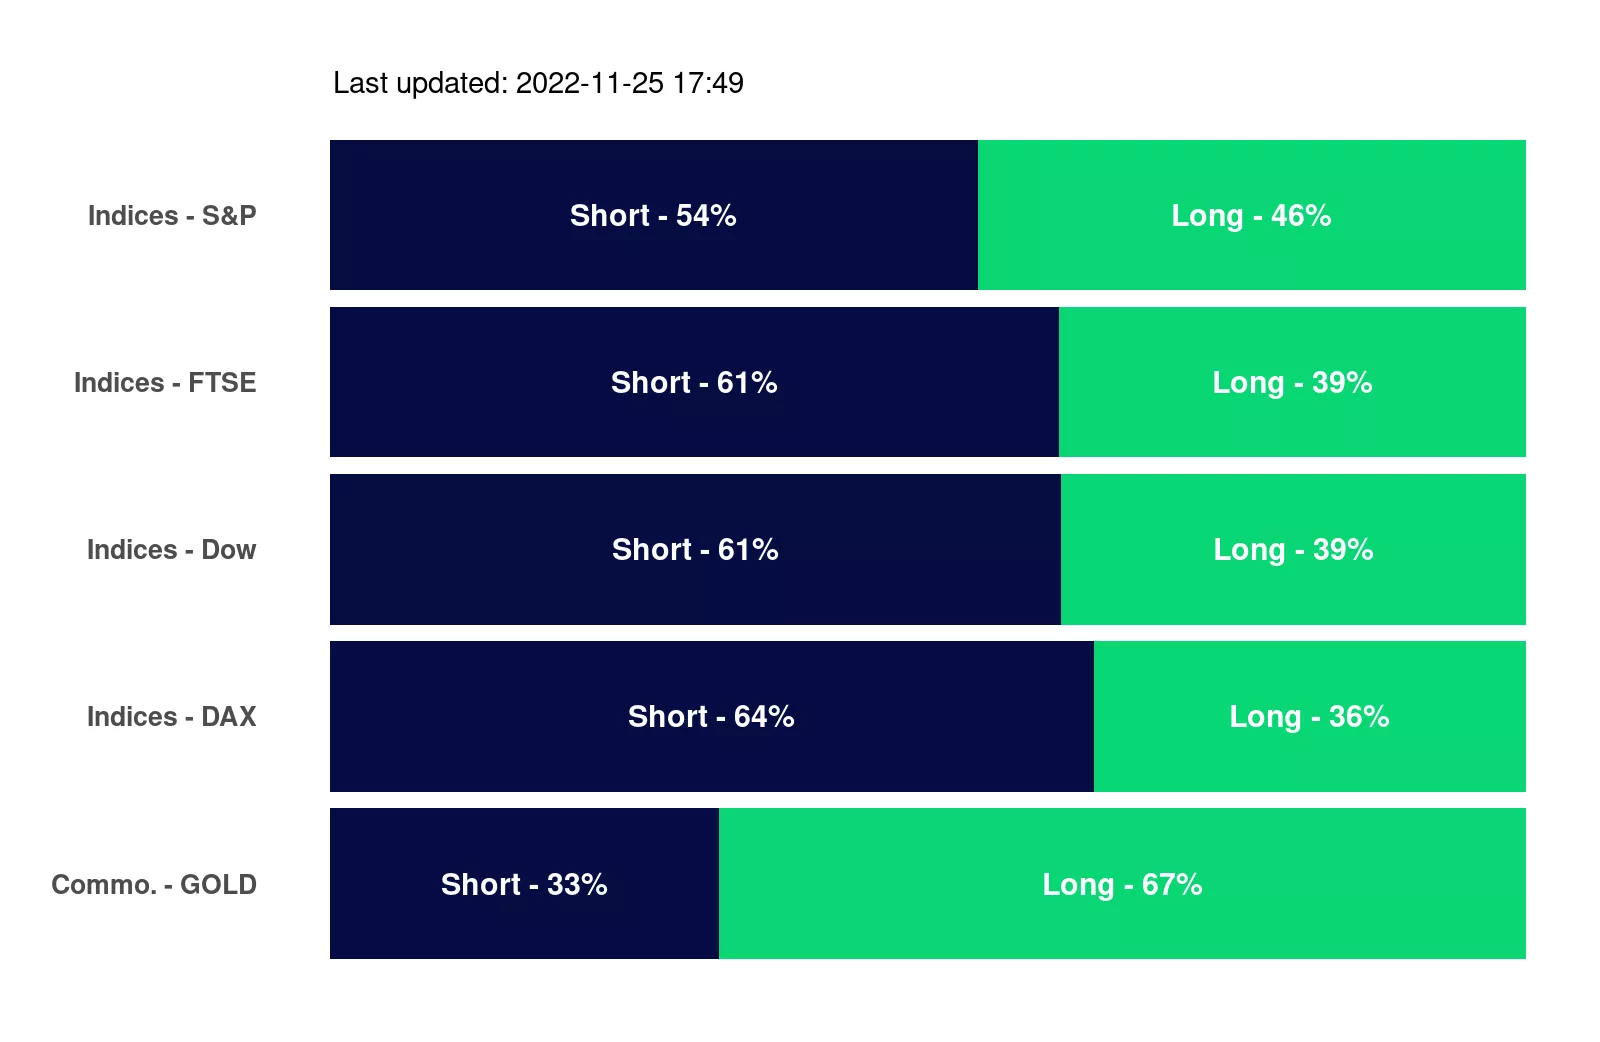 Last updated: 2022-11-25 17:49
Indices - S&P Short - 54% Long - 46%
Indices - FTSE Short - 61% Long - 39%
Indices - Dow Short - 61% Long - 39%
Indices - DAX Short - 64% Long - 36%
Commo. - GOLD Short - 33% Long - 67%